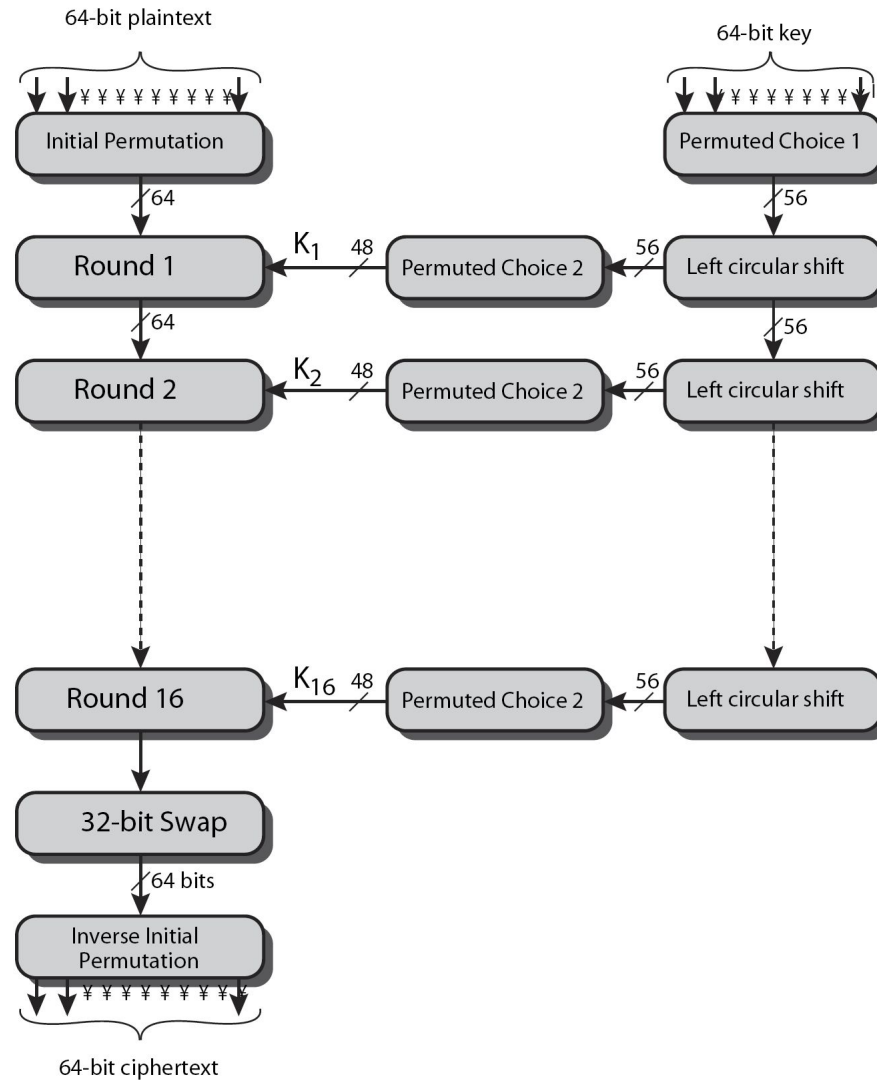 64-bit plaintext
64-bit key
¥ ¥ ¥ ¥ ¥ ¥ ¥ ¥ ¥
¥ ¥ ¥ ¥ ¥ ¥ ¥ ¥
Initial Permutation
Permuted Choice 1
64
56
Round 1
K1
48
Permuted Choice 2
56
Left circular shift
64
56
Round 2
K2
48
Permuted Choice 2
56
Left circular shift
Round 16
K16
48
Permuted Choice 2
56
Left circular shift
32-bit Swap
64 bits
Inverse Initial
Permutation
¥ ¥ ¥ ¥ ¥ ¥ ¥ ¥ ¥
64-bit ciphertext